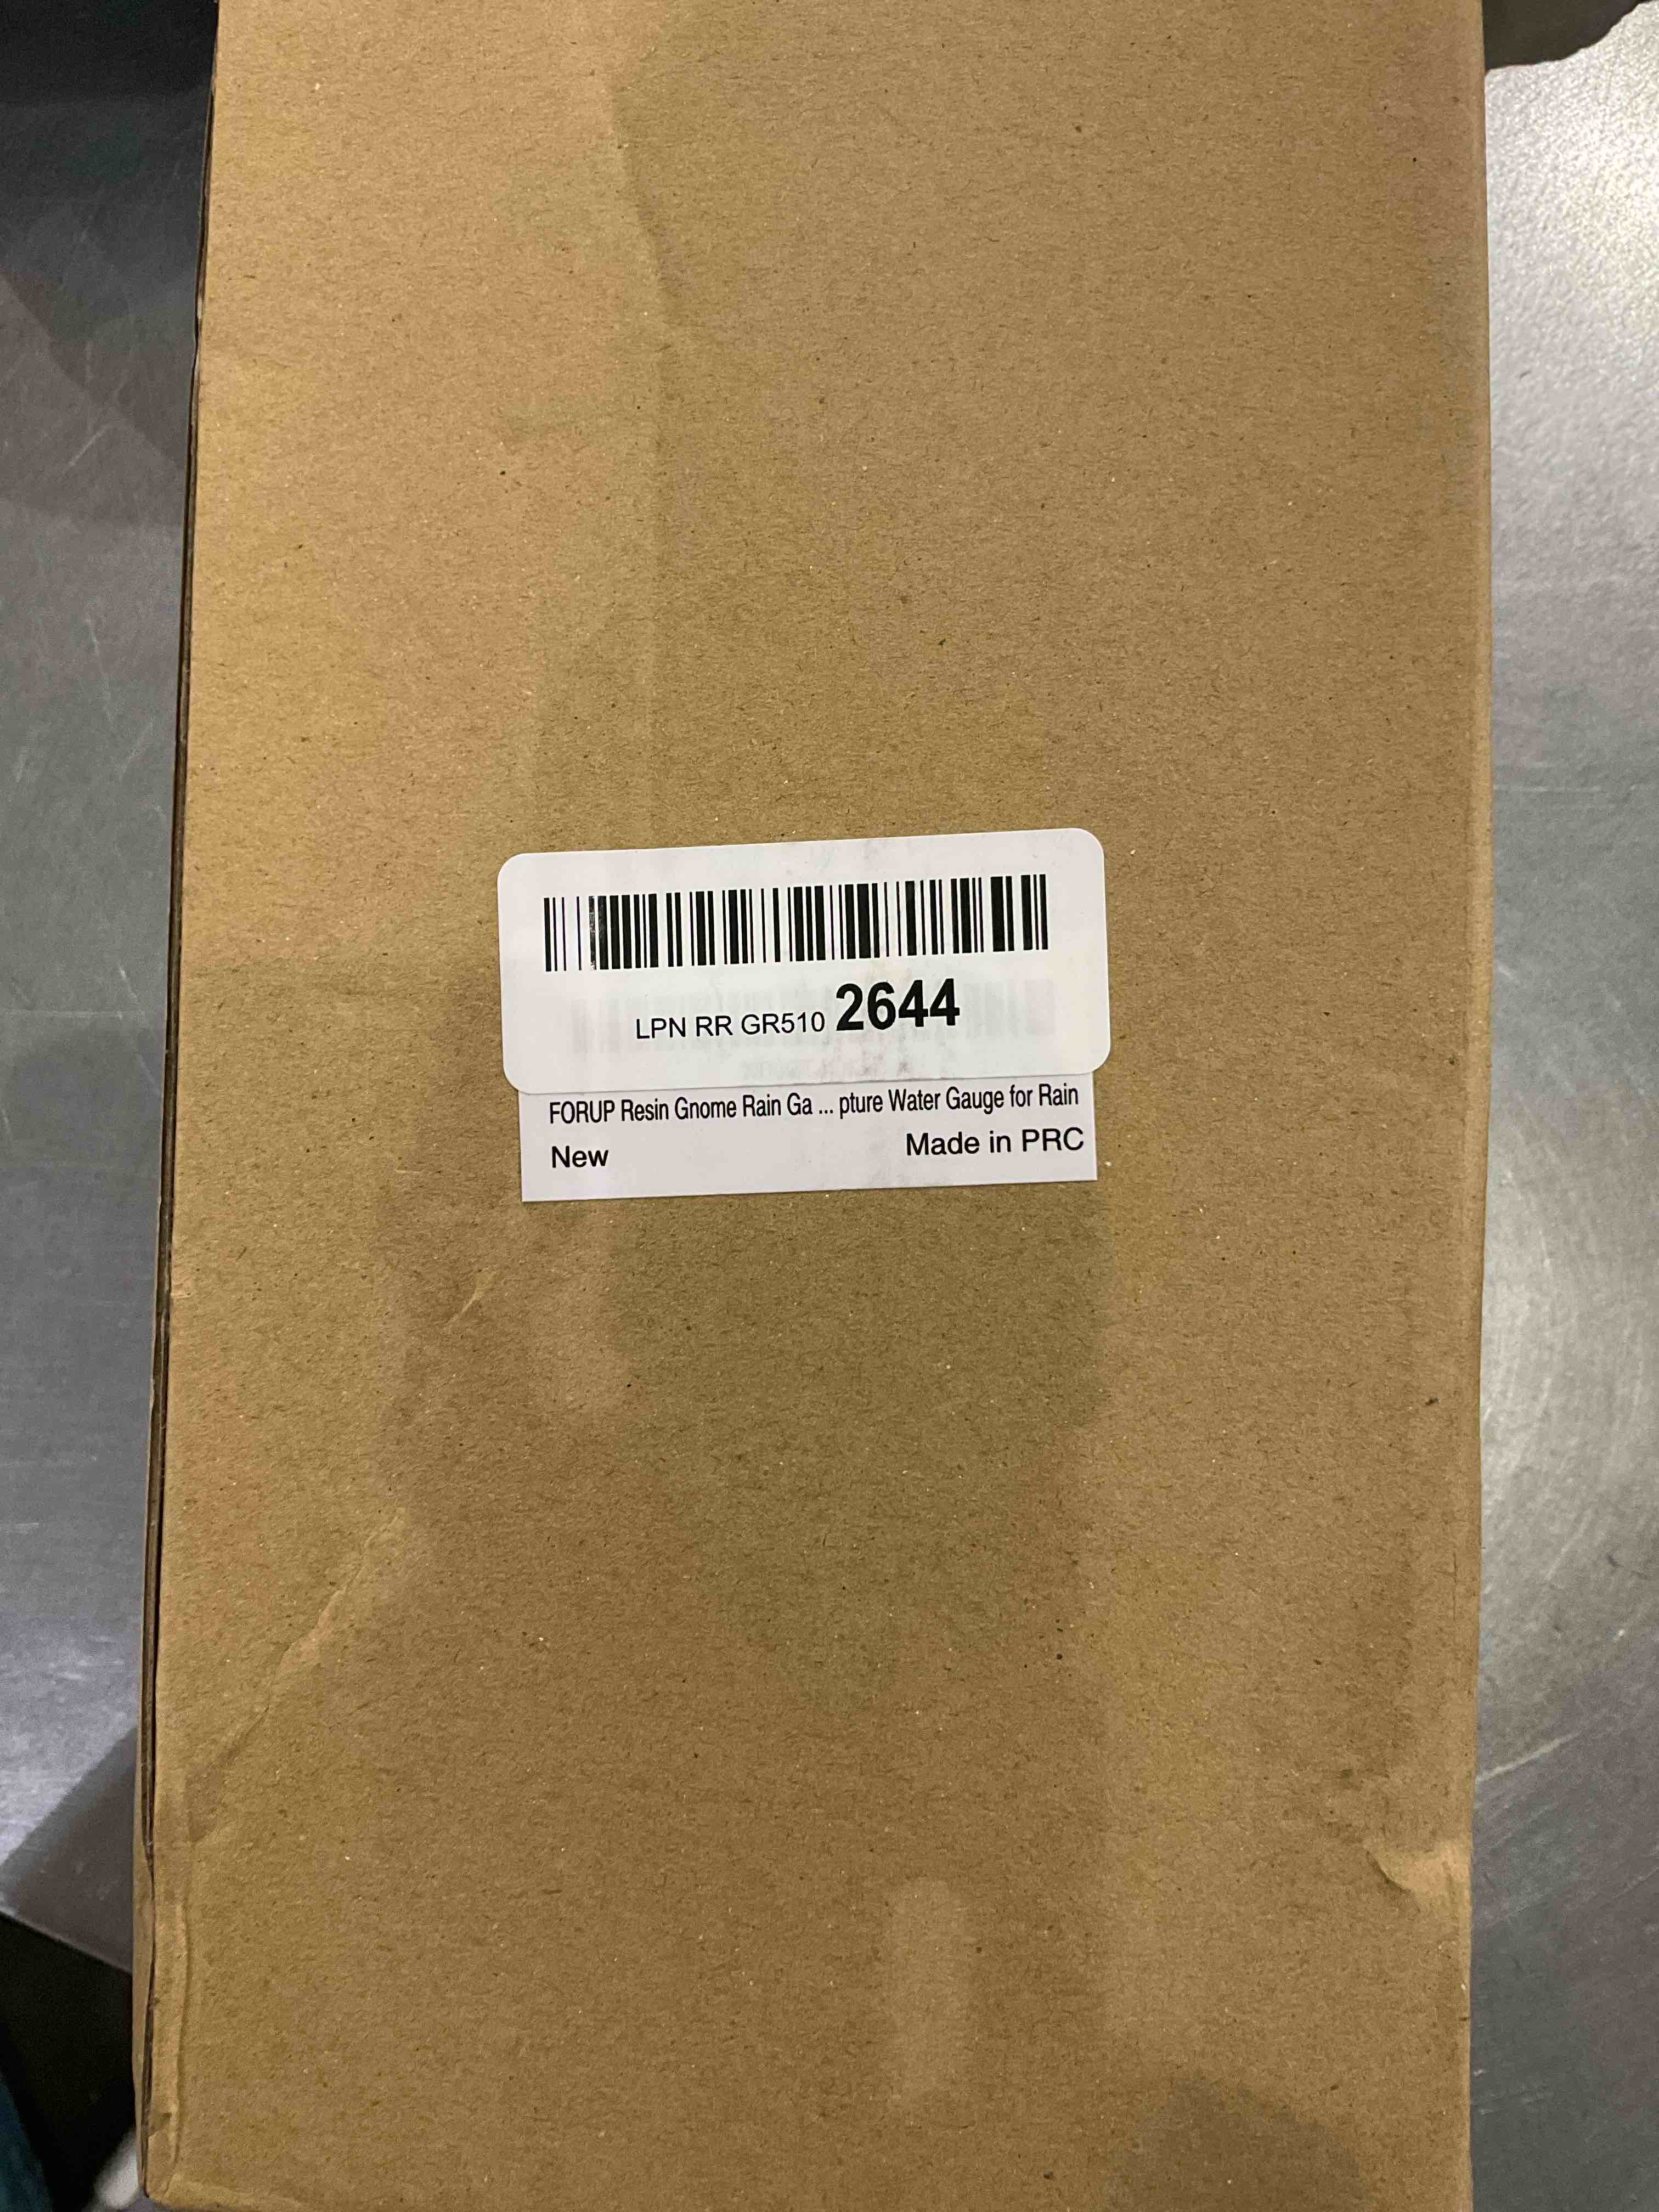 LPN RR GR510 2644
FORUP Resin Gnome Rain Ga ... pture Water Gauge for Rain
New Made in PRC